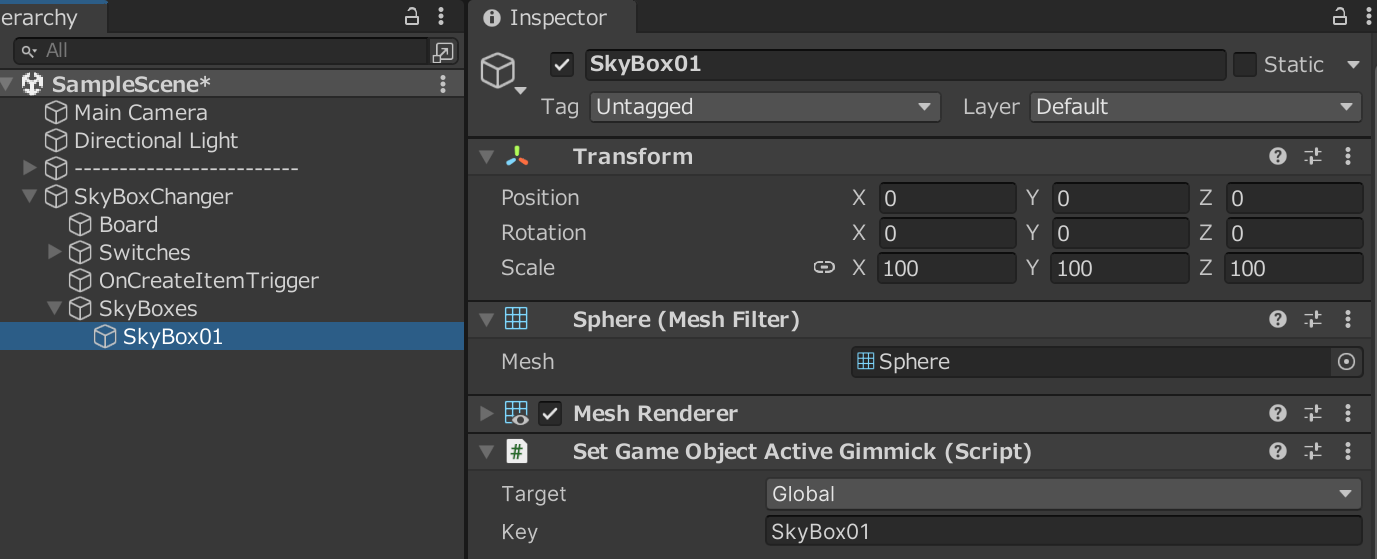 erarchy
All
SampleScene*
Main Camera
Directional Light
-------------------------
SkyBoxChanger
Board
Switches
OnCreateItemTrigger
SkyBoxes
SkyBox01
Inspector
SkyBox01 Static
Tag Untagged Layer Default
Transform
Position X 0 Y 0 Z 0
Rotation X 0 Y 0 Z 0
Scale X 100 Y 100 Z 100
Sphere (Mesh Filter)
Mesh Sphere
Mesh Renderer
# Set Game Object Active Gimmick (Script)
Target Global
Key SkyBox01